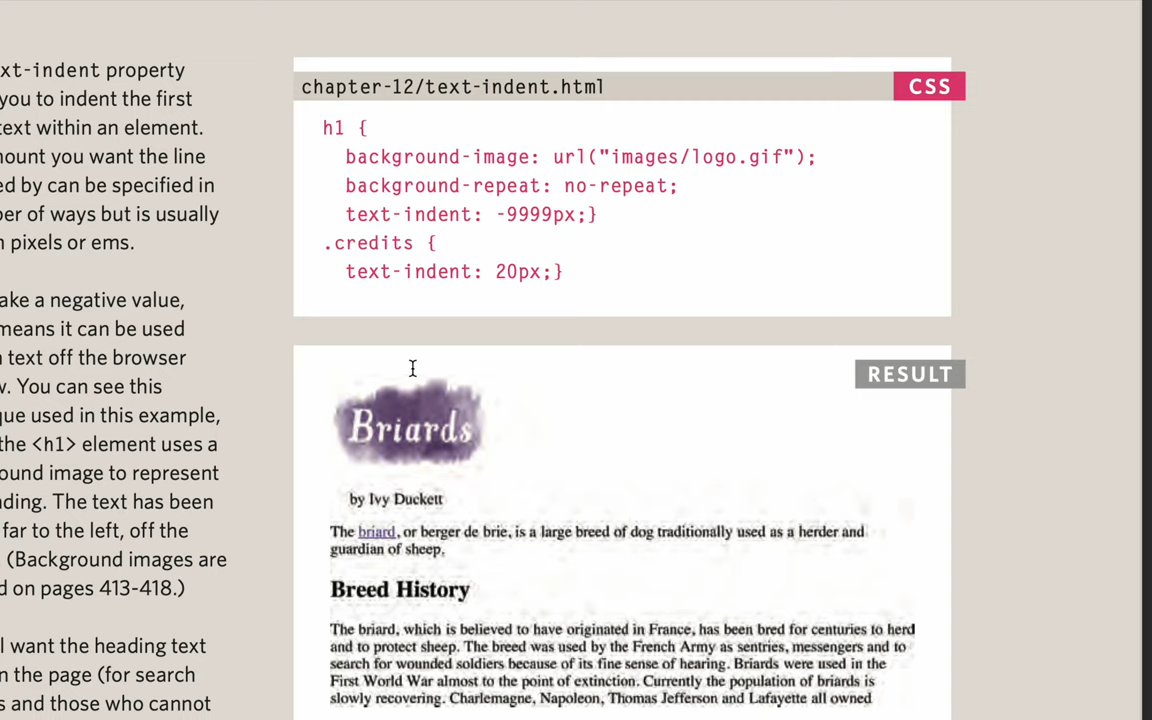 xt-indent property
you to indent the first
text within an element.
nount you want the line
ed by can be specified in
ber of ways but is usually
n pixels or ems.
ake a negative value,
means it can be used
n text off the browser
w. You can see this
que used in this example,
the <h1> element uses a
ound image to represent
ading. The text has been
far to the left, off the
. (Background images are
d on pages 413-418.)
l want the heading text
n the page (for search
s and those who cannot
chapter-12/text-indent.html
CSS
h1 {
background-image: url("images/logo.gif");
background-repeat: no-repeat;
text-indent: -9999px;}
.credits {
text-indent: 20px;}
RESULT
Briards
by Ivy Duckett
The briard, or berger de brie, is a large breed of dog traditionally used as a herder and
guardian of sheep.
Breed History
The briard, which is believed to have originated in France, has been bred for centuries to herd
and to protect sheep. The breed was used by the French Army as sentries, messengers and to
search for wounded soldiers because of its fine sense of hearing. Briards were used in the
First World War almost to the point of extinction. Currently the population of briards is
slowly recovering. Charlemagne, Napoleon, Thomas Jefferson and Lafayette all owned